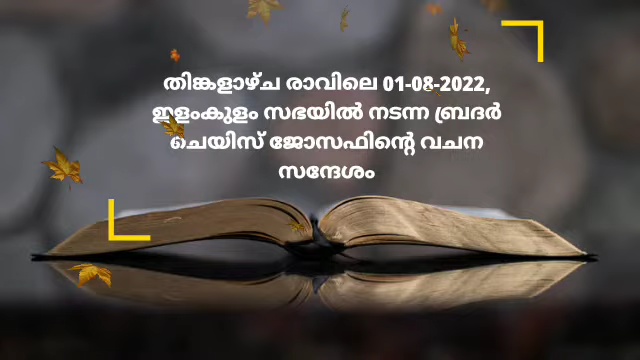 തിങ്കളാഴ്ച രാവിലെ 01-08-2022,
ഇളംകുളം സഭയിൽ നടന്ന ബ്രദർ
ചെയിസ് ജോസഫിന്റെ വചന
സന്ദേശം